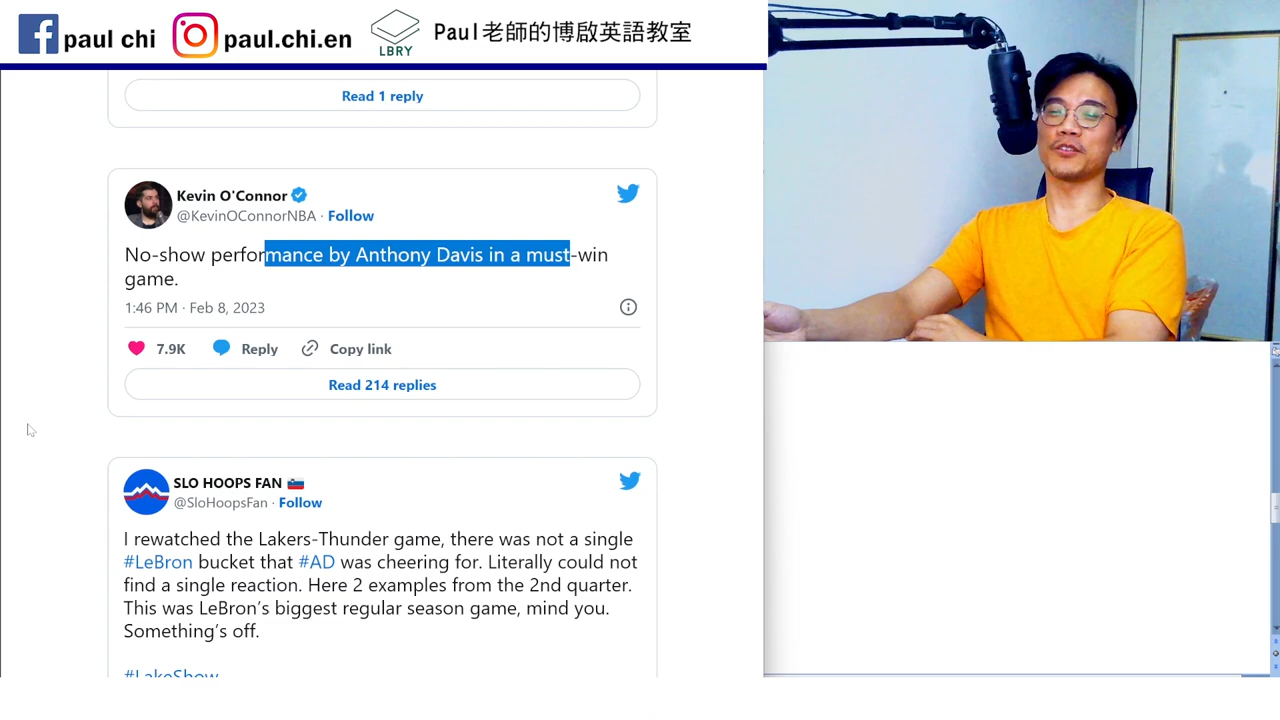 paul chi
paul.chi.en
LBRY
Paul老師的博啟英語教室
Read 1 reply
Kevin O'Connor
@KevinOConnorNBA · Follow
No-show performance by Anthony Davis in a must-win
game.
1:46 PM · Feb 8, 2023
7.9K
Reply
Copy link
Read 214 replies
SLO HOOPS FAN
@SloHoopsFan · Follow
I rewatched the Lakers-Thunder game, there was not a single
#LeBron bucket that #AD was cheering for. Literally could not
find a single reaction. Here 2 examples from the 2nd quarter.
This was LeBron’s biggest regular season game, mind you.
Something’s off.
#LakeShow